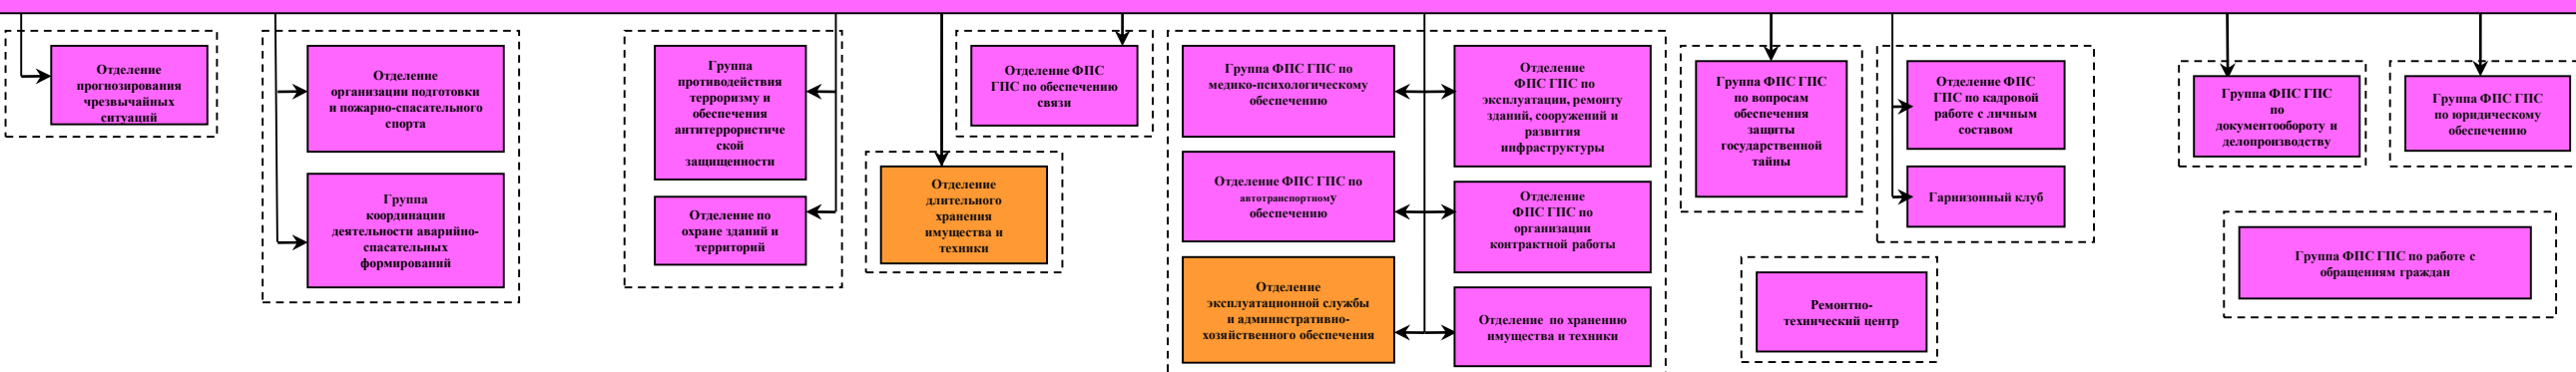 Отделение
прогнозирования
чрезвычайных
ситуаций
Отделение
организации подготовки
и пожарно-спасательного
спорта
Группа
координации
деятельности аварийно-
спасательных
формирований
Группа
противодействия
терроризму и
обеспечения
антитеррористиче
ской
защищенности
Отделение по
охране зданий и
территорий
Отделение
длительного
хранения
имущества и
техники
Отделение ФПС
ГПС по обеспечению
связи
Группа ФПС ГПС по
медико-психологическому
обеспечению
Отделение ФПС ГПС по
автотранспортному
обеспечению
Отделение
эксплуатационной службы
и административно-
хозяйственного обеспечения
Отделение
ФПС ГПС по
эксплуатации, ремонту
зданий, сооружений и
развития
инфраструктуры
Отделение
ФПС ГПС по
организации
контрактной работы
Отделение по хранению
имущества и техники
Группа ФПС ГПС
по вопросам
обеспечения
защиты
государственной
тайны
Отделение ФПС
ГПС по кадровой
работе с личным
составом
Гарнизонный клуб
Ремонтно-
технический центр
Группа ФПС ГПС
по
документообороту и
делопроизводству
Группа ФПС ГПС
по юридическому
обеспечению
Группа ФПС ГПС по работе с
обращениям граждан